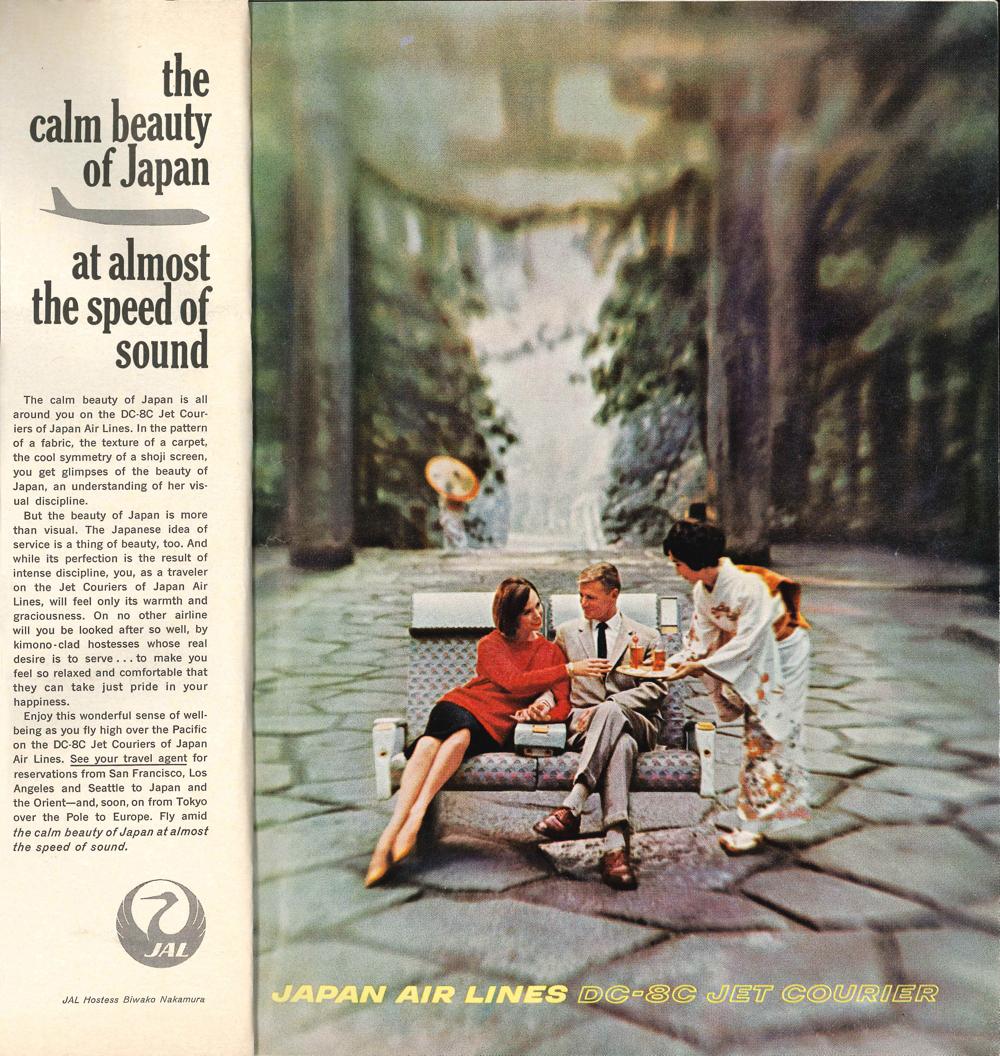 the
calm beauty
of Japan
at almost
the speed of
sound
The calm beauty of Japan is all
around you on the DC-8C Jet Cour-
iers of Japan Air Lines. In the pattern
of a fabric, the texture of a carpet,
the cool symmetry of a shoji screen,
you get glimpses of the beauty of
Japan, an understanding of her vis-
ual discipline.
But the beauty of Japan is more
than visual. The Japanese idea of
service is a thing of beauty, too. And
while its perfection is the result of
intense discipline, you, as a traveler
on the Jet Couriers of Japan Air
Lines, will feel only its warmth and
graciousness. On no other airline
will you be looked after so well, by
kimono-clad hostesses whose real
desire is to serve...to make you
feel so relaxed and comfortable that
they can take just pride in your
happiness.
Enjoy this wonderful sense of well-
being as you fly high over the Pacific
on the DC-8C Jet Couriers of Japan
Air Lines. See your travel agent for
reservations from San Francisco, Los
Angeles and Seattle to Japan and
the Orient—and, soon, on from Tokyo
over the Pole to Europe. Fly amid
the calm beauty of Japan at almost
the speed of sound.
JAL
JAL Hostess Biwako Nakamura
JAPAN AIR LINES DC-8C JET COURIER